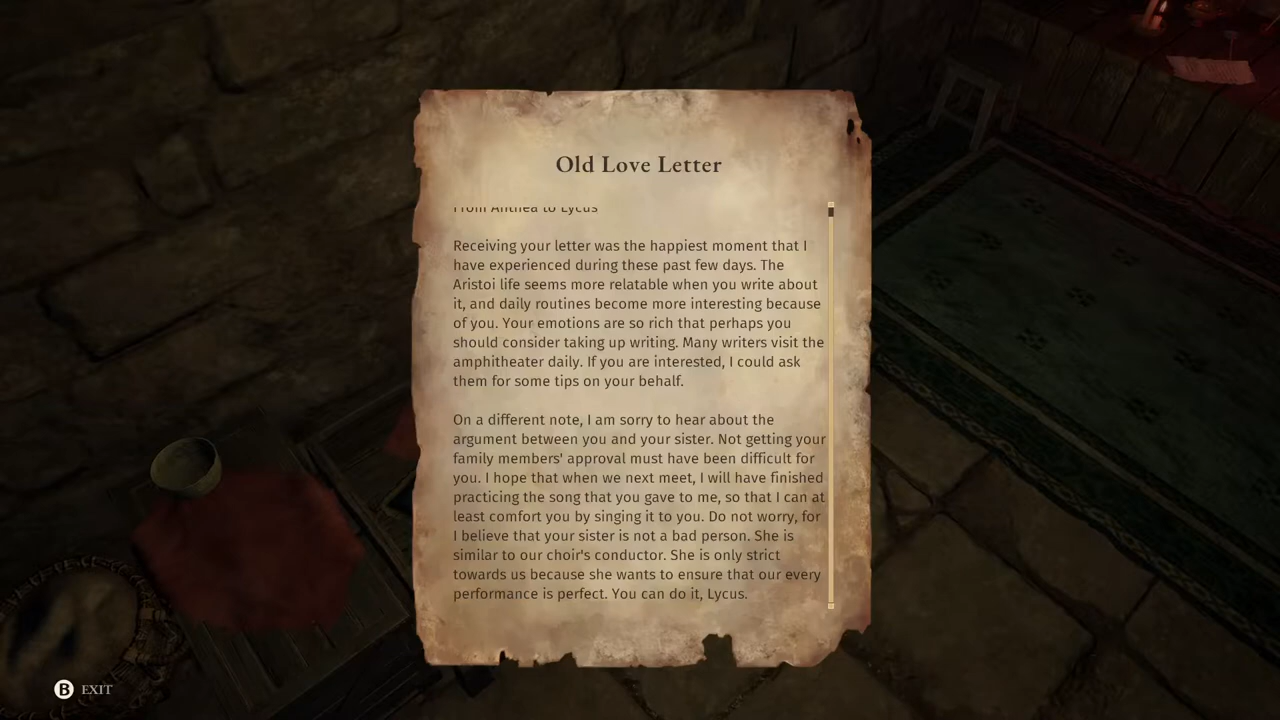 Old Love Letter
From Anthea to Lycus
Receiving your letter was the happiest moment that I
have experienced during these past few days. The
Aristoi life seems more relatable when you write about
it, and daily routines become more interesting because
of you. Your emotions are so rich that perhaps you
should consider taking up writing. Many writers visit the
amphitheater daily. If you are interested, I could ask
them for some tips on your behalf.
On a different note, I am sorry to hear about the
argument between you and your sister. Not getting your
family members' approval must have been difficult for
you. I hope that when we next meet, I will have finished
practicing the song that you gave to me, so that I can at
least comfort you by singing it to you. Do not worry, for
I believe that your sister is not a bad person. She is
similar to our choir's conductor. She is only strict
towards us because she wants to ensure that our every
performance is perfect. You can do it, Lycus.
B EXIT